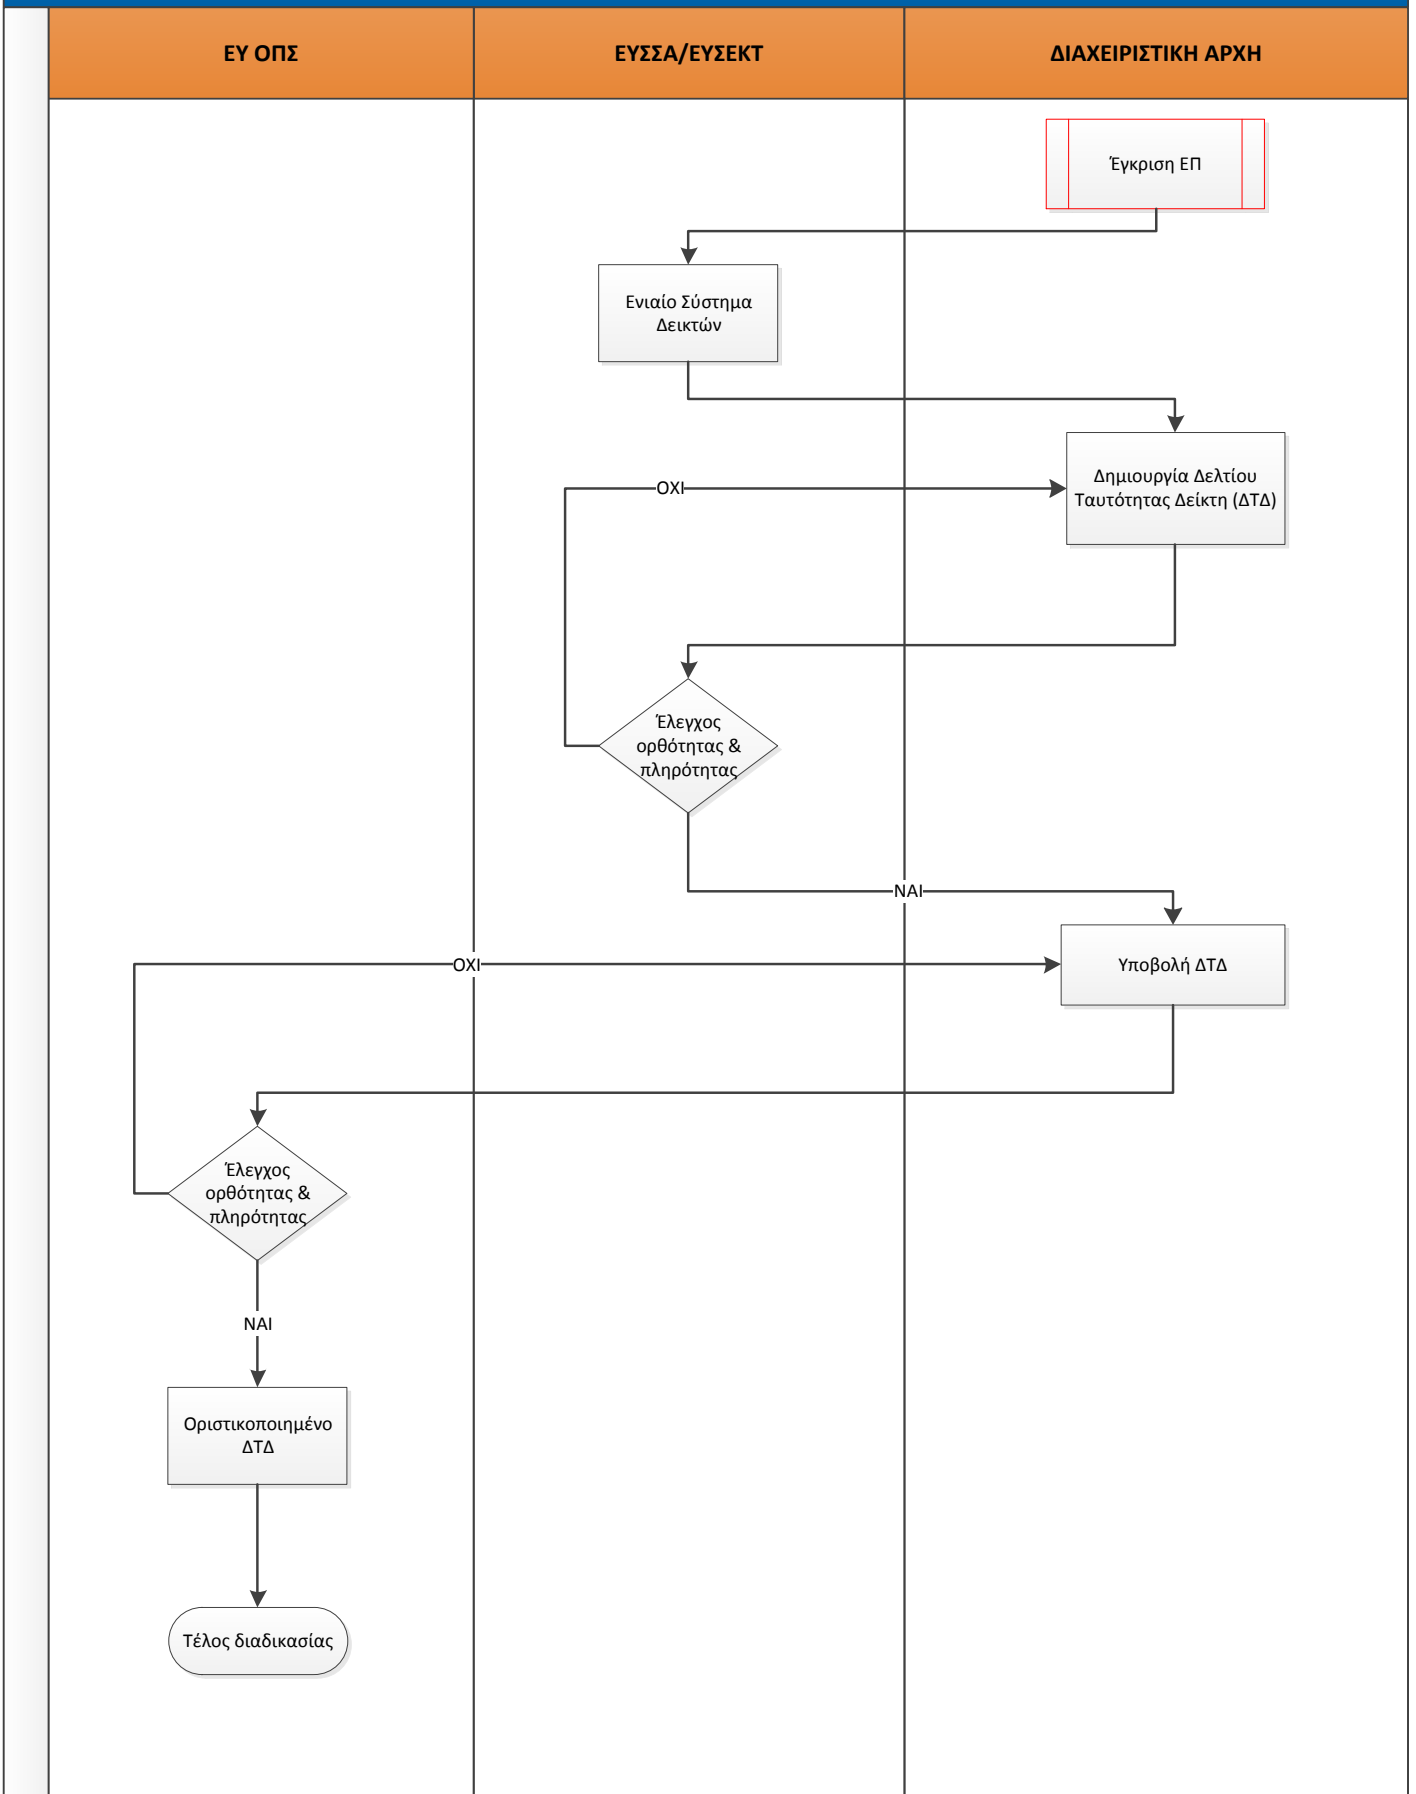 ΕΥ ΟΠΣ
ΕΥΣΣΑ/ΕΥΣΕΚΤ
ΔΙΑΧΕΙΡΙΣΤΙΚΗ ΑΡΧΗ
Έγκριση ΕΠ
Ενιαίο Σύστημα
Δεικτών
Δημιουργία Δελτίου
Ταυτότητας Δείκτη (ΔΤΔ)
ΟΧΙ
Έλεγχος
ορθότητας &
πληρότητας
ΝΑΙ
Υποβολή ΔΤΔ
ΟΧΙ
Έλεγχος
ορθότητας &
πληρότητας
ΝΑΙ
Οριστικοποιημένο
ΔΤΔ
Τέλος διαδικασίας